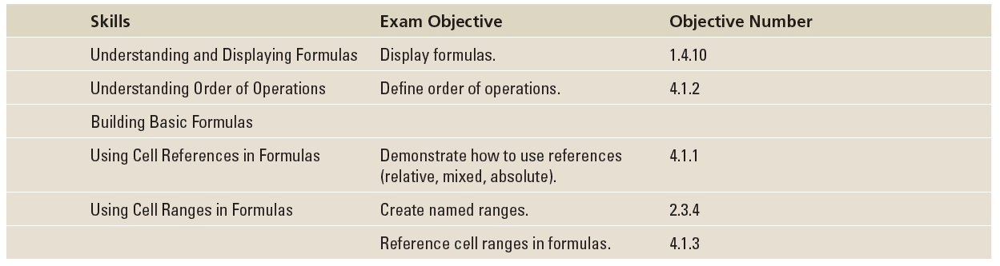 Skills Exam Objective Objective Number
Understanding and Displaying Formulas Display formulas. 1.4.10
Understanding Order of Operations Define order of operations. 4.1.2
Building Basic Formulas
Using Cell References in Formulas Demonstrate how to use references 4.1.1
(relative, mixed, absolute).
Using Cell Ranges in Formulas Create named ranges. 2.3.4
Reference cell ranges in formulas. 4.1.3